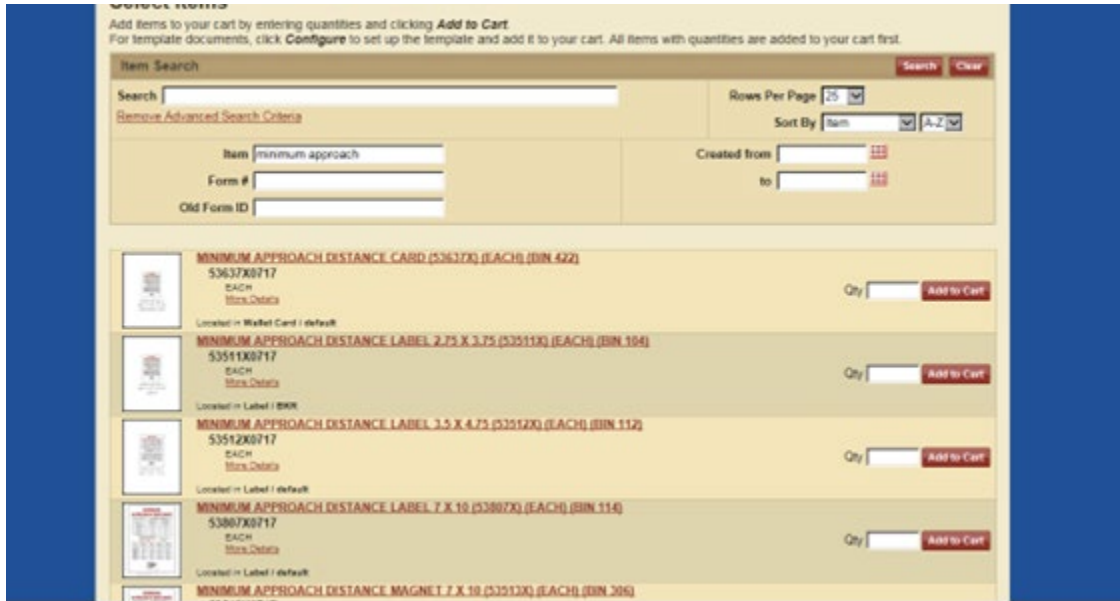 Select Items
Add items to your cart by entering quantities and clicking Add to Cart.
For template documents, click Configure to set up the template and add it to your cart. All items with quantities are added to your cart first.
Item Search
Search Clear
Search
Rows Per Page 25
Remove Advanced Search Criteria
Sort By Item A-Z
Item minimum approach
Created from
Form #
to
Old Form ID
MINIMUM APPROACH DISTANCE CARD (53637X) (EACH) (BIN 422)
53637X0717
EACH
More Details
Qty Add to Cart
Located in Wallet Card / default
MINIMUM APPROACH DISTANCE LABEL 2.75 X 3.75 (53511X) (EACH) (BIN 104)
53511X0717
EACH
More Details
Qty Add to Cart
Located in Label / BKR
MINIMUM APPROACH DISTANCE LABEL 3.5 X 4.75 (53512X) (EACH) (BIN 112)
53512X0717
EACH
More Details
Qty Add to Cart
Located in Label / default
MINIMUM APPROACH DISTANCE LABEL 7 X 10 (53807X) (EACH) (BIN 114)
53807X0717
EACH
More Details
Qty Add to Cart
Located in Label / default
MINIMUM APPROACH DISTANCE MAGNET 7 X 10 (53513X) (EACH) (BIN 306)